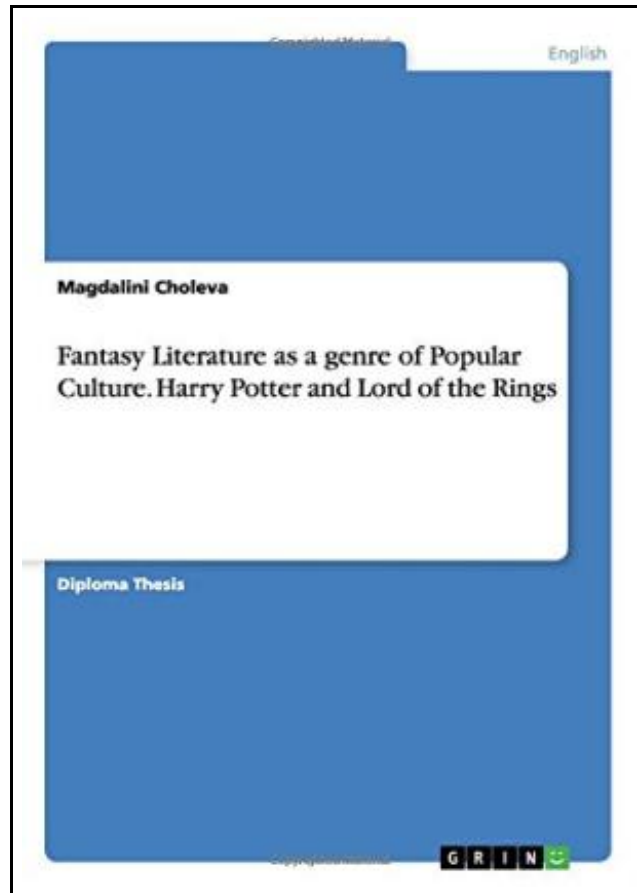 English
Magdalini Choleva
Fantasy Literature as a genre of Popular
Culture. Harry Potter and Lord of the Rings
Diploma Thesis
GRIN